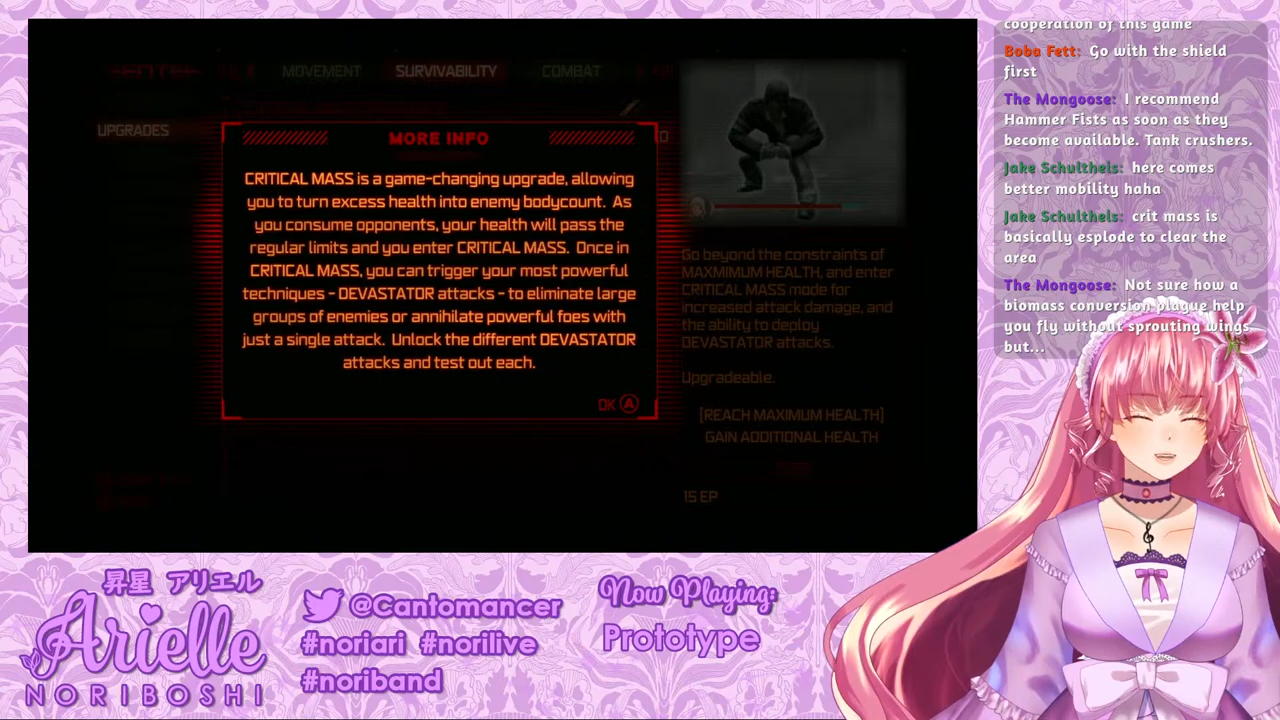 MOVEMENT SURVIVABILITY COMBAT
UPGRADES
MORE INFO
CRITICAL MASS is a game-changing upgrade, allowing
you to turn excess health into enemy bodycount. As
you consume opponents, your health will pass the
regular limits and you enter CRITICAL MASS. Once in
CRITICAL MASS, you can trigger your most powerful
techniques - DEVASTATOR attacks - to eliminate large
groups of enemies or annihilate powerful foes with
just a single attack. Unlock the different DEVASTATOR
attacks and test out each.
OK A
Go beyond the constraints of
MAXMIMUM HEALTH, and enter
CRITICAL MASS mode for
increased attack damage, and
the ability to deploy
DEVASTATOR attacks.
Upgradeable.
[REACH MAXIMUM HEALTH]
GAIN ADDITIONAL HEALTH
15 EP
cooperation of this game
Boba Fett: Go with the shield
first
The Mongoose: I recommend
Hammer Fists as soon as they
become available. Tank crushers.
Jake Schultheis: here comes
better mobility haha
Jake Schultheis: crit mass is
basically esplode to clear the
area
The Mongoose: Not sure how a
biomass conversion plague help
you fly without sprouting wings
but...
昇星 アリエル
Arielle
NORIBOSHI
@Cantomancer
#noriari #norilive
#noriband
Now Playing:
Prototype